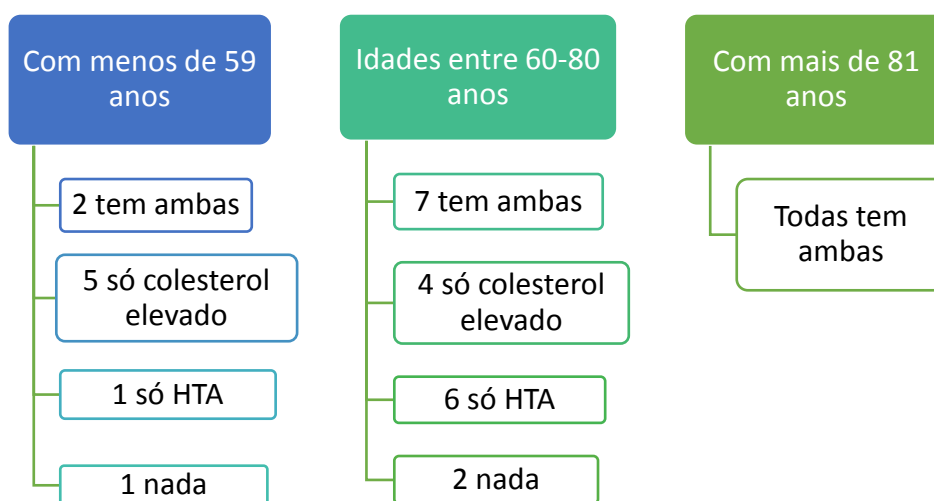 Com menos de 59
anos
2 tem ambas
5 só colesterol
elevado
1 só HTA
1 nada
Idades entre 60-80
anos
7 tem ambas
4 só colesterol
elevado
6 só HTA
2 nada
Com mais de 81
anos
Todas tem
ambas